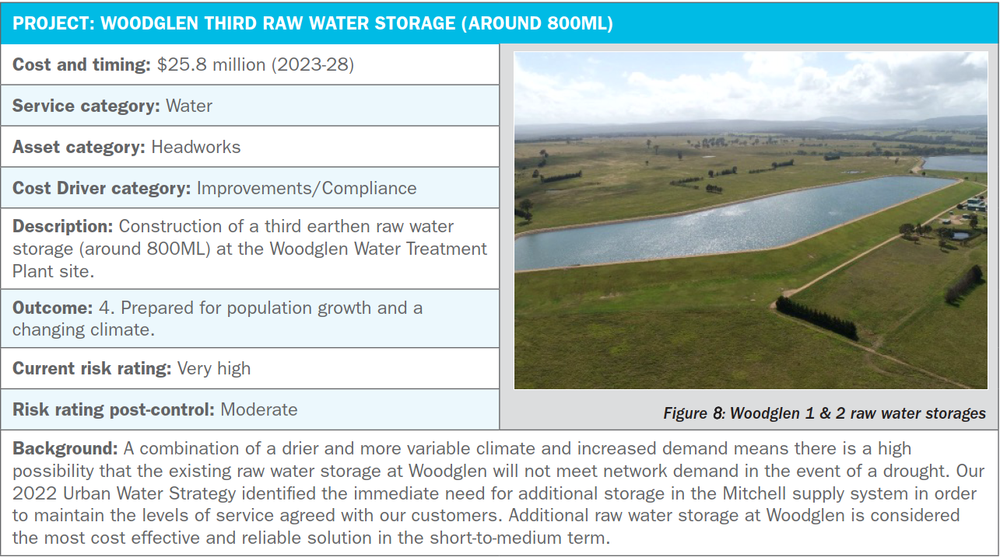 PROJECT: WOODGLEN THIRD RAW WATER STORAGE (AROUND 800ML)
Cost and timing: $25.8 million (2023-28)
Service category: Water
Asset category: Headworks
Cost Driver category: Improvements/Compliance
Description: Construction of a third earthen raw water
storage (around 800ML) at the Woodglen Water Treatment
Plant site.
Outcome: 4. Prepared for population growth and a
changing climate.
Current risk rating: Very high
Risk rating post-control: Moderate
Figure 8: Woodglen 1 & 2 raw water storages
Background: A combination of a drier and more variable climate and increased demand means there is a high
possibility that the existing raw water storage at Woodglen will not meet network demand in the event of a drought. Our
2022 Urban Water Strategy identified the immediate need for additional storage in the Mitchell supply system in order
to maintain the levels of service agreed with our customers. Additional raw water storage at Woodglen is considered
the most cost effective and reliable solution in the short-to-medium term.